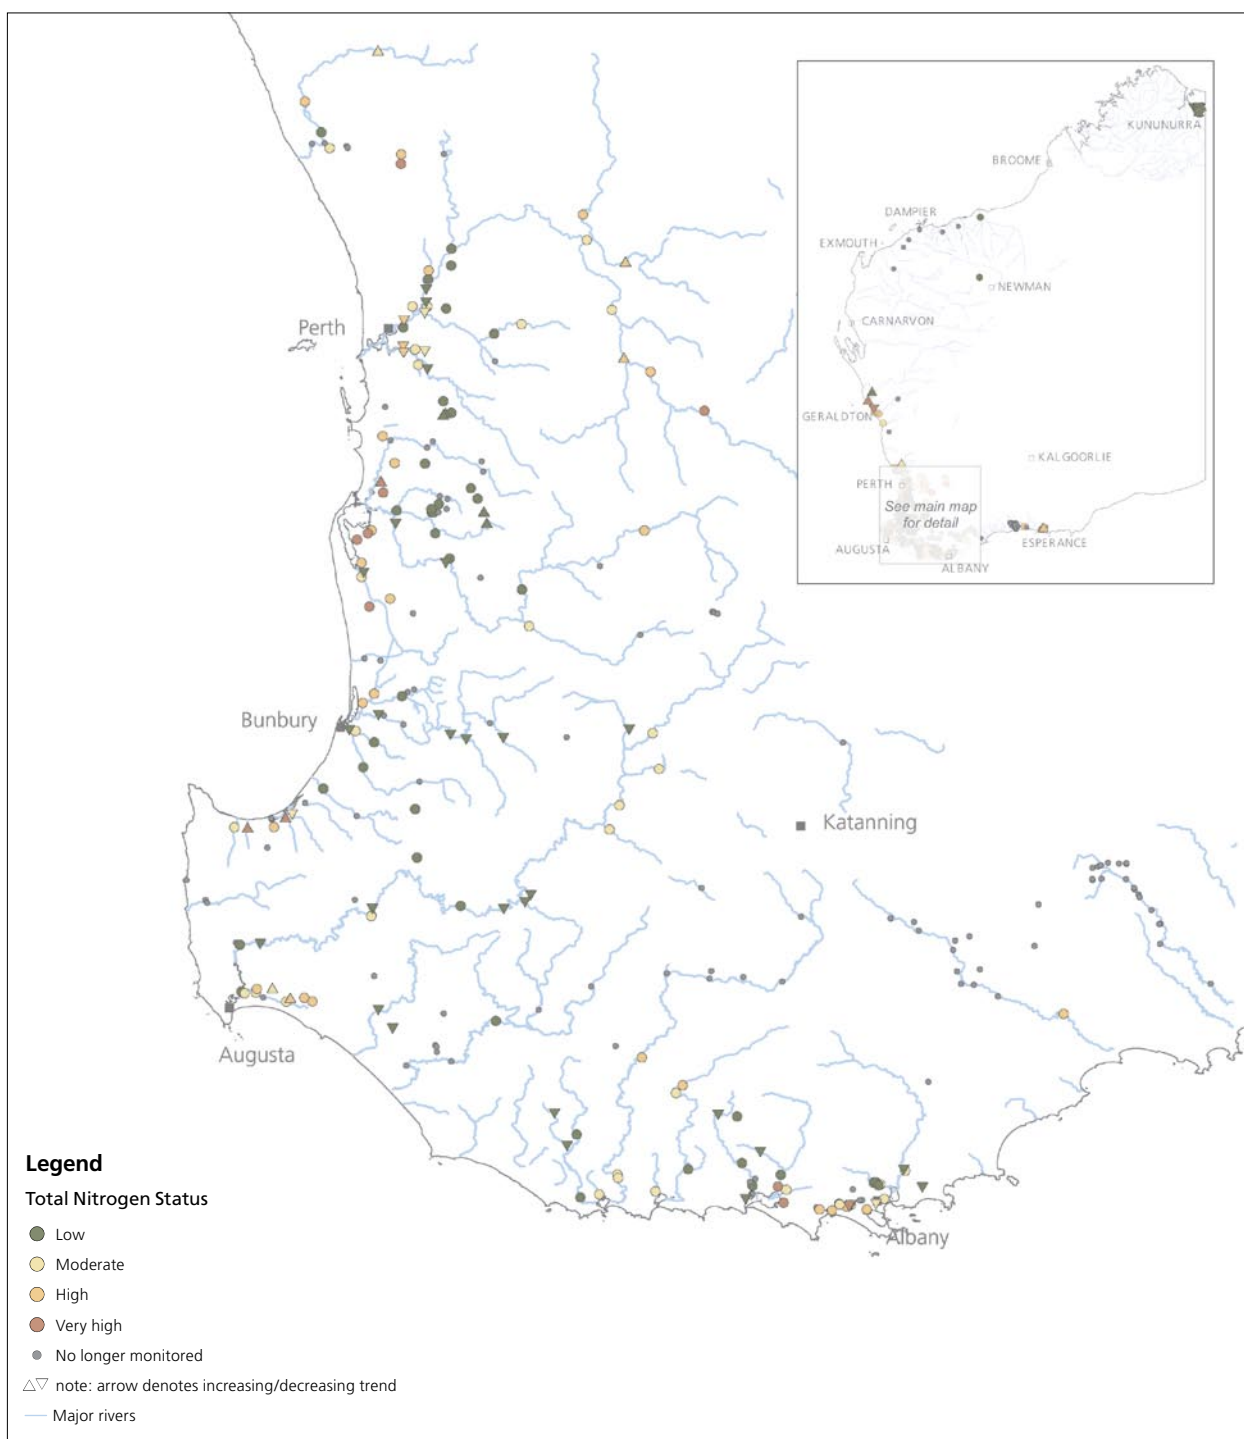 KUNUNURRA
BROOME
DAMPIER
EXMOUTH
NEWMAN
CARNARVON
GERALDTON
KALGOORLIE
PERTH
See main map
for detail
AUGUSTA
ESPERANCE
ALBANY
Perth
Bunbury
Katanning
Augusta
Albany
Legend
Total Nitrogen Status
Low
Moderate
High
Very high
No longer monitored
note: arrow denotes increasing/decreasing trend
Major rivers